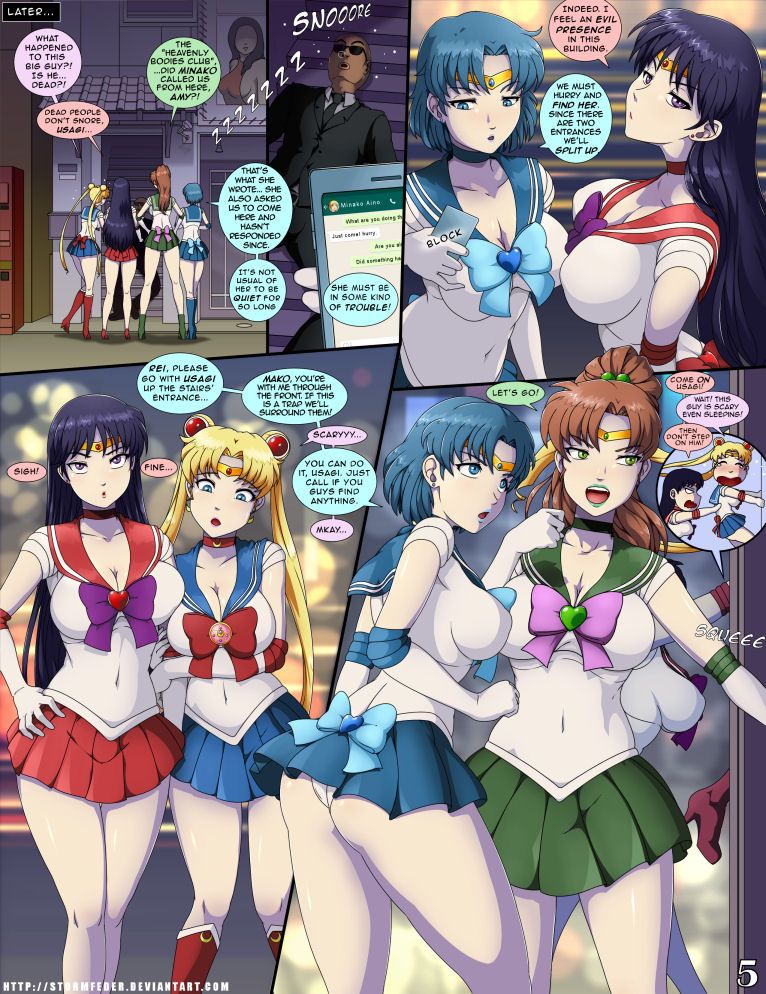 LATER...
WHAT
HAPPENED
TO THIS
BIG GUY?!
IS HE...
DEAD?!
DEAD PEOPLE
DON'T SNORE,
USAGI...
THE
"HEAVENLY
BODIES CLUB",
...DID MINAKO
CALLED US
FROM HERE,
AMY?!
THAT'S
WHAT SHE
WROTE... SHE
ALSO ASKED
US TO COME
HERE AND
HASN'T
RESPONDED
SINCE.
IT'S NOT
USUAL OF
HER TO BE
QUIET FOR
SO LONG
SNOOORE
ZZZZZZZ
Minako Aino
What are you doing th
Just come! hurry.
Are you al
Did something ha
SHE MUST BE
IN SOME KIND
OF TROUBLE!
INDEED. I
FEEL AN EVIL
PRESENCE
IN THIS
BUILDING.
WE MUST
HURRY AND
FIND HER.
SINCE THERE
ARE TWO
ENTRANCES
WE'LL
SPLIT UP.
BLOCK
REI, PLEASE
GO WITH USAGI
UP THE STAIRS'
ENTRANCE...
MAKO, YOU'RE
WITH ME THROUGH
THE FRONT. IF THIS
IS A TRAP WE'LL
SURROUND THEM!
SIGH!
FINE...
SCARYYY...
YOU CAN DO
IT, USAGI. JUST
CALL IF YOU
GUYS FIND
ANYTHING.
MKAY...
LET'S GO!
COME ON
USAGI!
WAIT! THIS
GUY IS SCARY
EVEN SLEEPING!
THEN
DON'T STEP
ON HIM!
SQUEEE
HTTP://STORMFEDER.DEVIANTART.COM
5